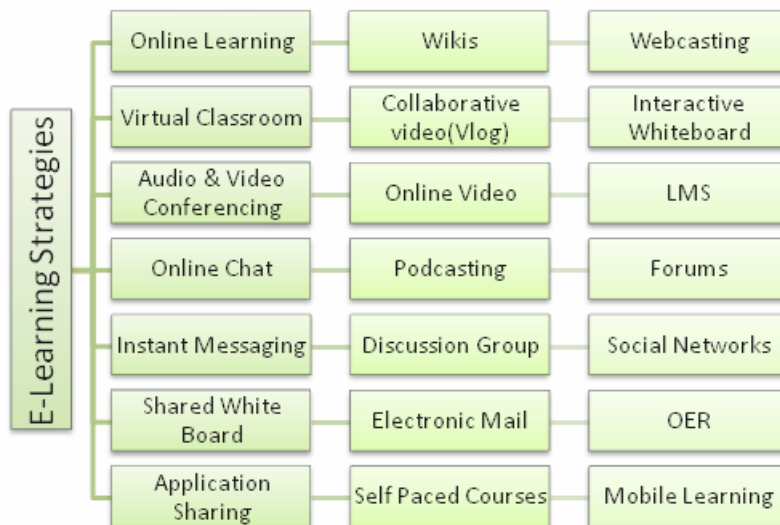 E-Learning Strategies
Online Learning
Wikis
Webcasting
Virtual Classroom
Collaborative
video(Vlog)
Interactive
Whiteboard
Audio & Video
Conferencing
Online Video
LMS
Online Chat
Podcasting
Forums
Instant Messaging
Discussion Group
Social Networks
Shared White
Board
Electronic Mail
OER
Application
Sharing
Self Paced Courses
Mobile Learning